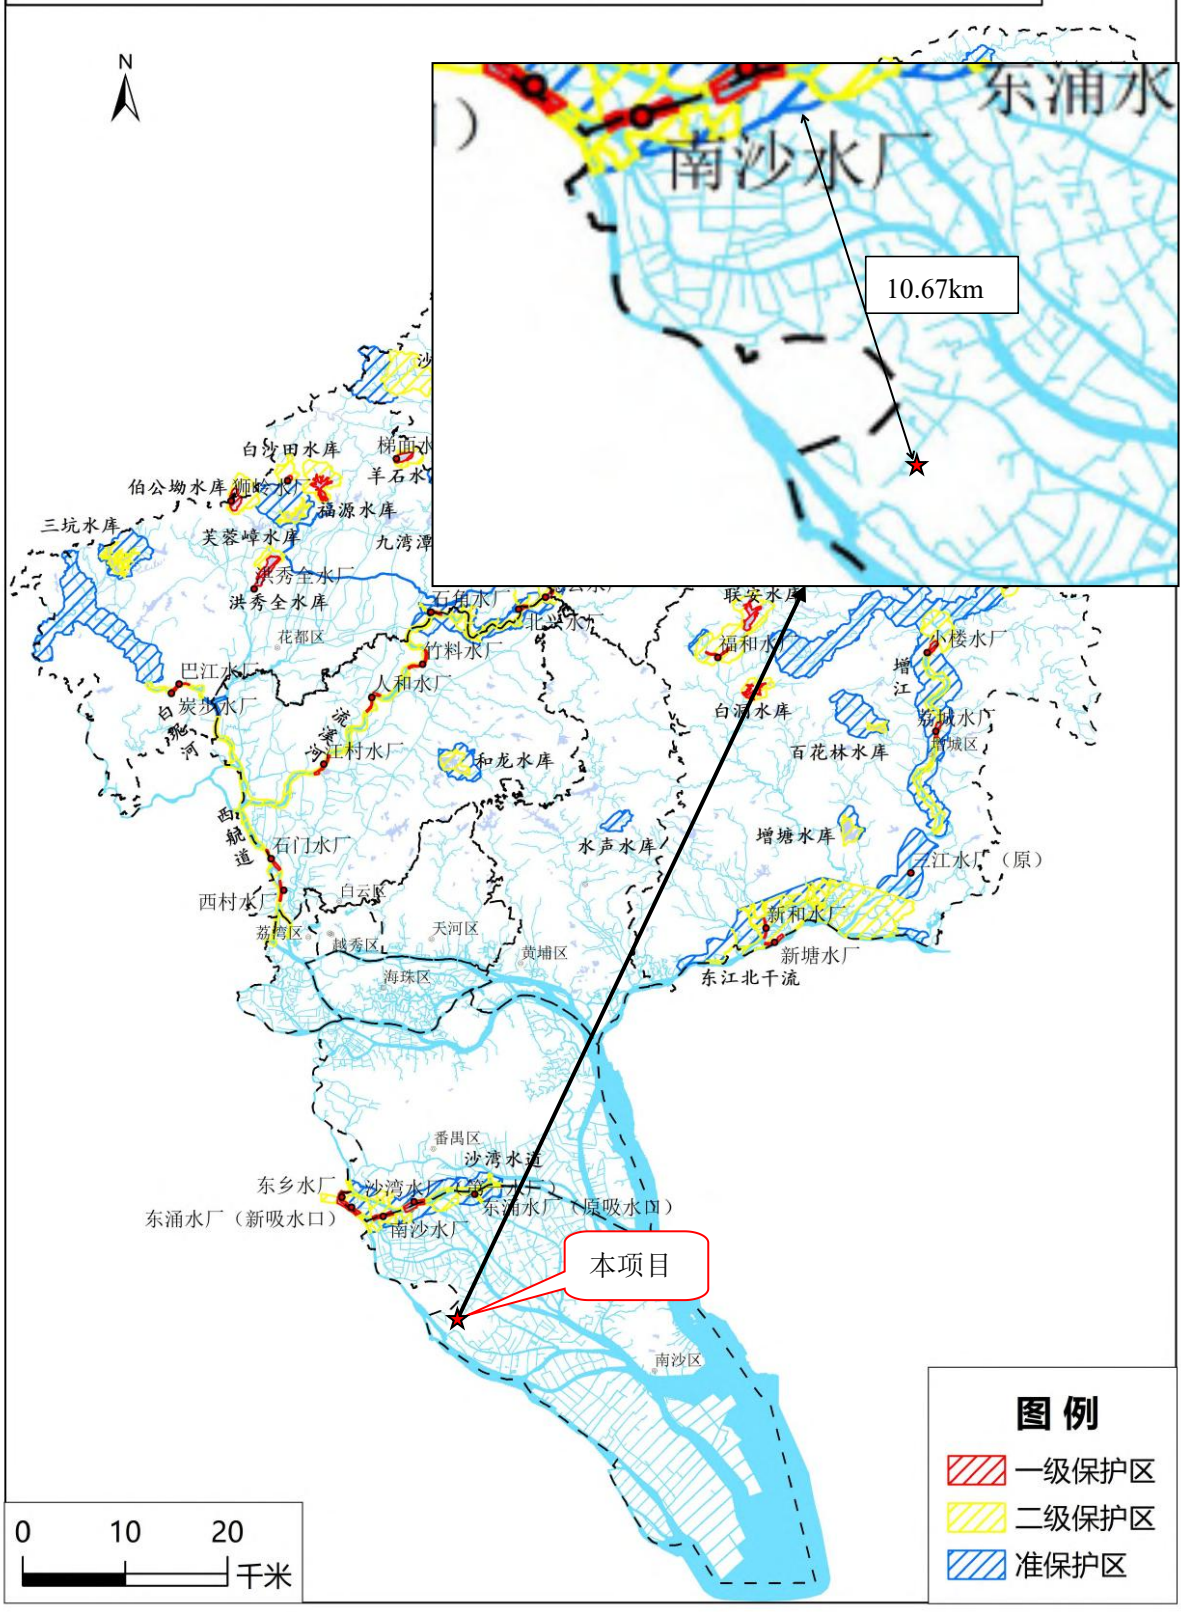 N
东涌水
南沙水厂
10.67km
沙
白沙田水库
梯面水
羊石水
伯公坳水库
狮岭水厂
福源水库
三坑水库
芙蓉嶂水库
九湾潭
洪秀全水厂
洪秀全水库
石角水厂
北兴水厂
联安水库
花都区
竹料水厂
福和水厂
小楼水厂
巴江水厂
炭步水厂
人和水厂
白洞水库
增江
白坭河
流溪河
江村水厂
荔城水厂
增城区
和龙水库
百花林水库
西航道
石门水厂
水声水库
增塘水库
三江水厂（原）
西村水厂
白云区
荔湾区
越秀区
天河区
黄埔区
新和水厂
新塘水厂
海珠区
东江北干流
番禺区
沙湾水道
东乡水厂
沙湾水厂
东涌水厂（新吸水口）
南沙水厂
东涌水厂（原吸水口）
本项目
南沙区
图例
一级保护区
二级保护区
准保护区
0 10 20
千米